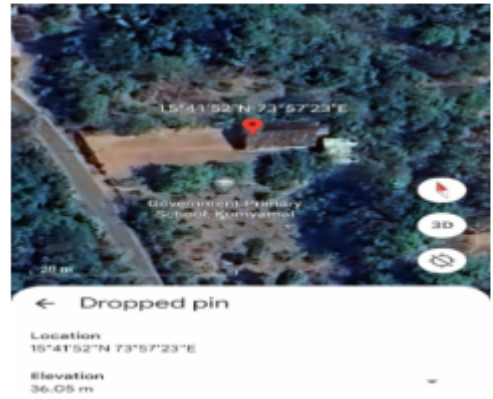 15°41'52"N 73°57'23"E
Government Primary
School, Kumyamal
3D
20 m
← Dropped pin
Location
15°41'52"N 73°57'23"E
Elevation
36.05 m